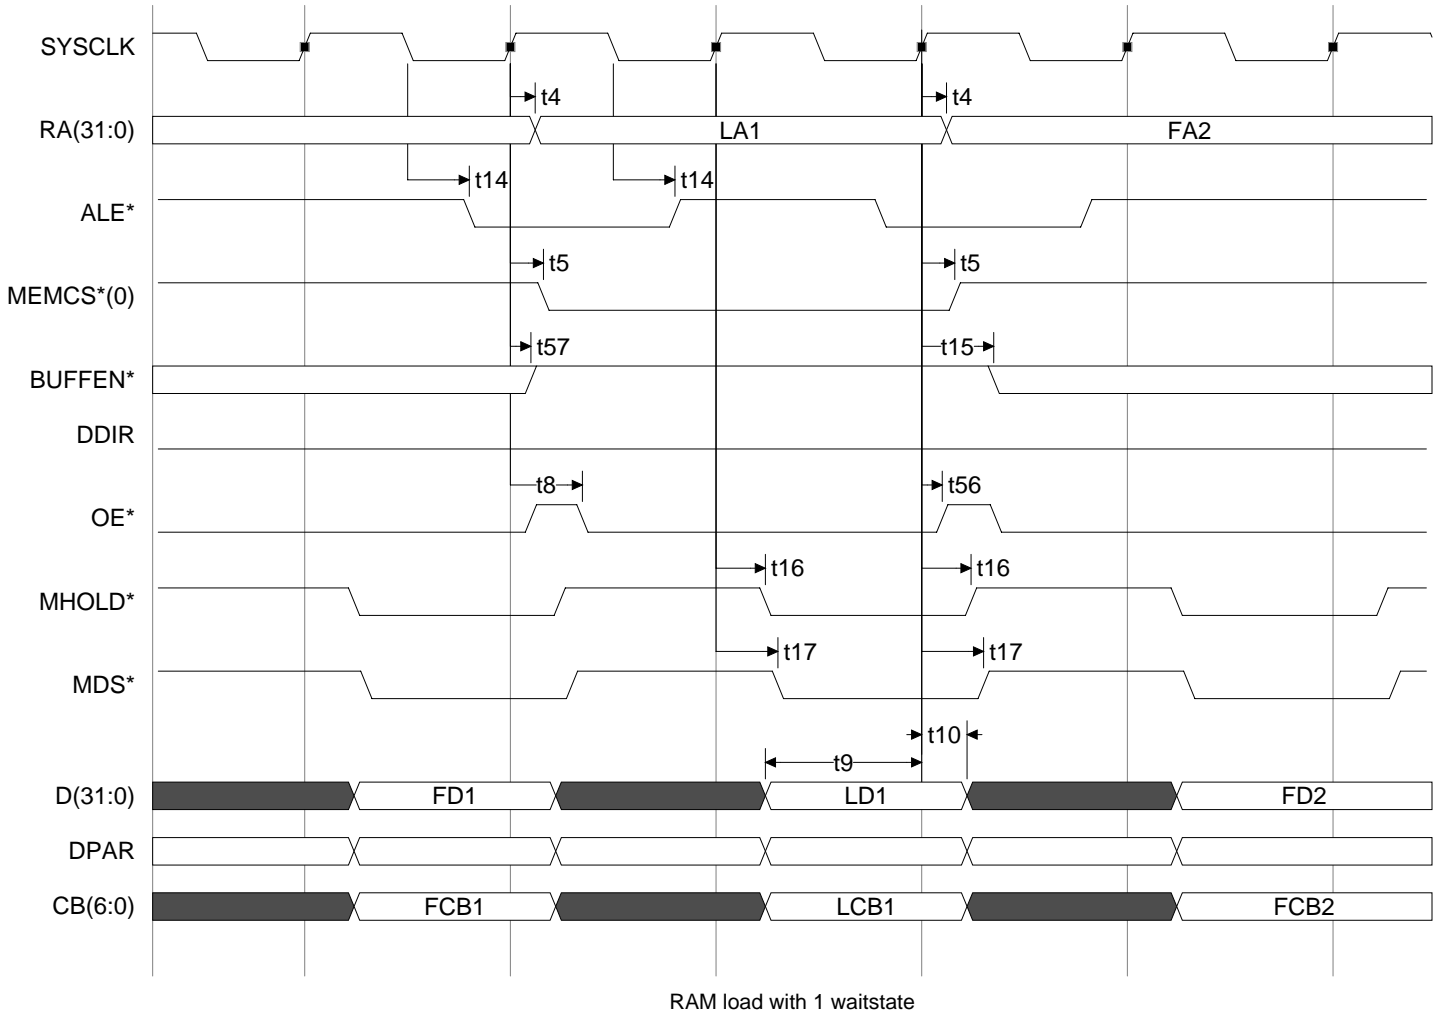 SYSCLK
t4 t4
RA(31:0) LA1 FA2
t14 t14
ALE*
t5 t5
MEMCS*(0)
t57 t15
BUFFEN*
DDIR
t8 t56
OE*
t16 t16
MHOLD*
t17 t17
MDS*
t10
t9
D(31:0) FD1 LD1 FD2
DPAR
CB(6:0) FCB1 LCB1 FCB2
RAM load with 1 waitstate